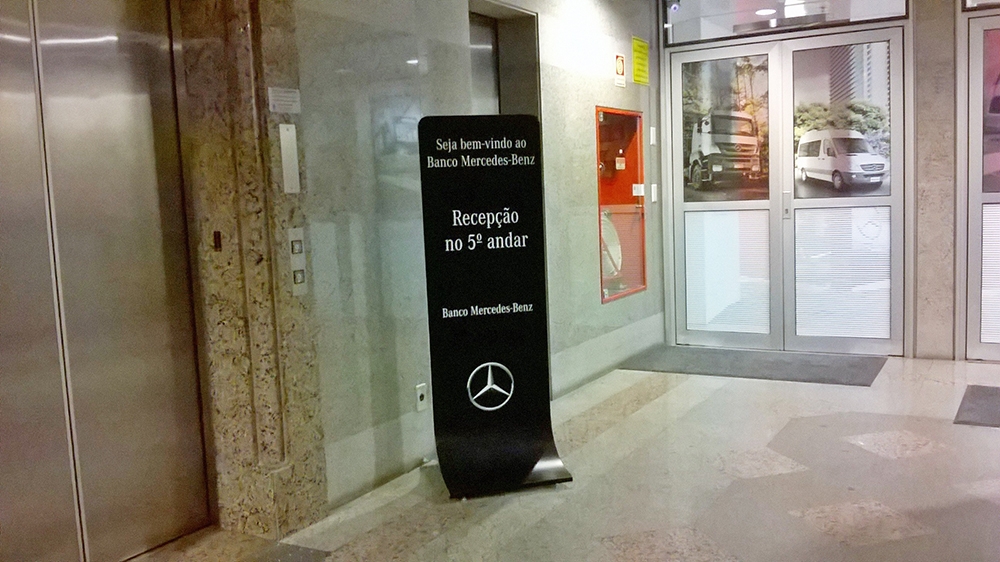 Seja bem-vindo ao
Banco Mercedes-Benz
Recepção
no 5º andar
Banco Mercedes-Benz